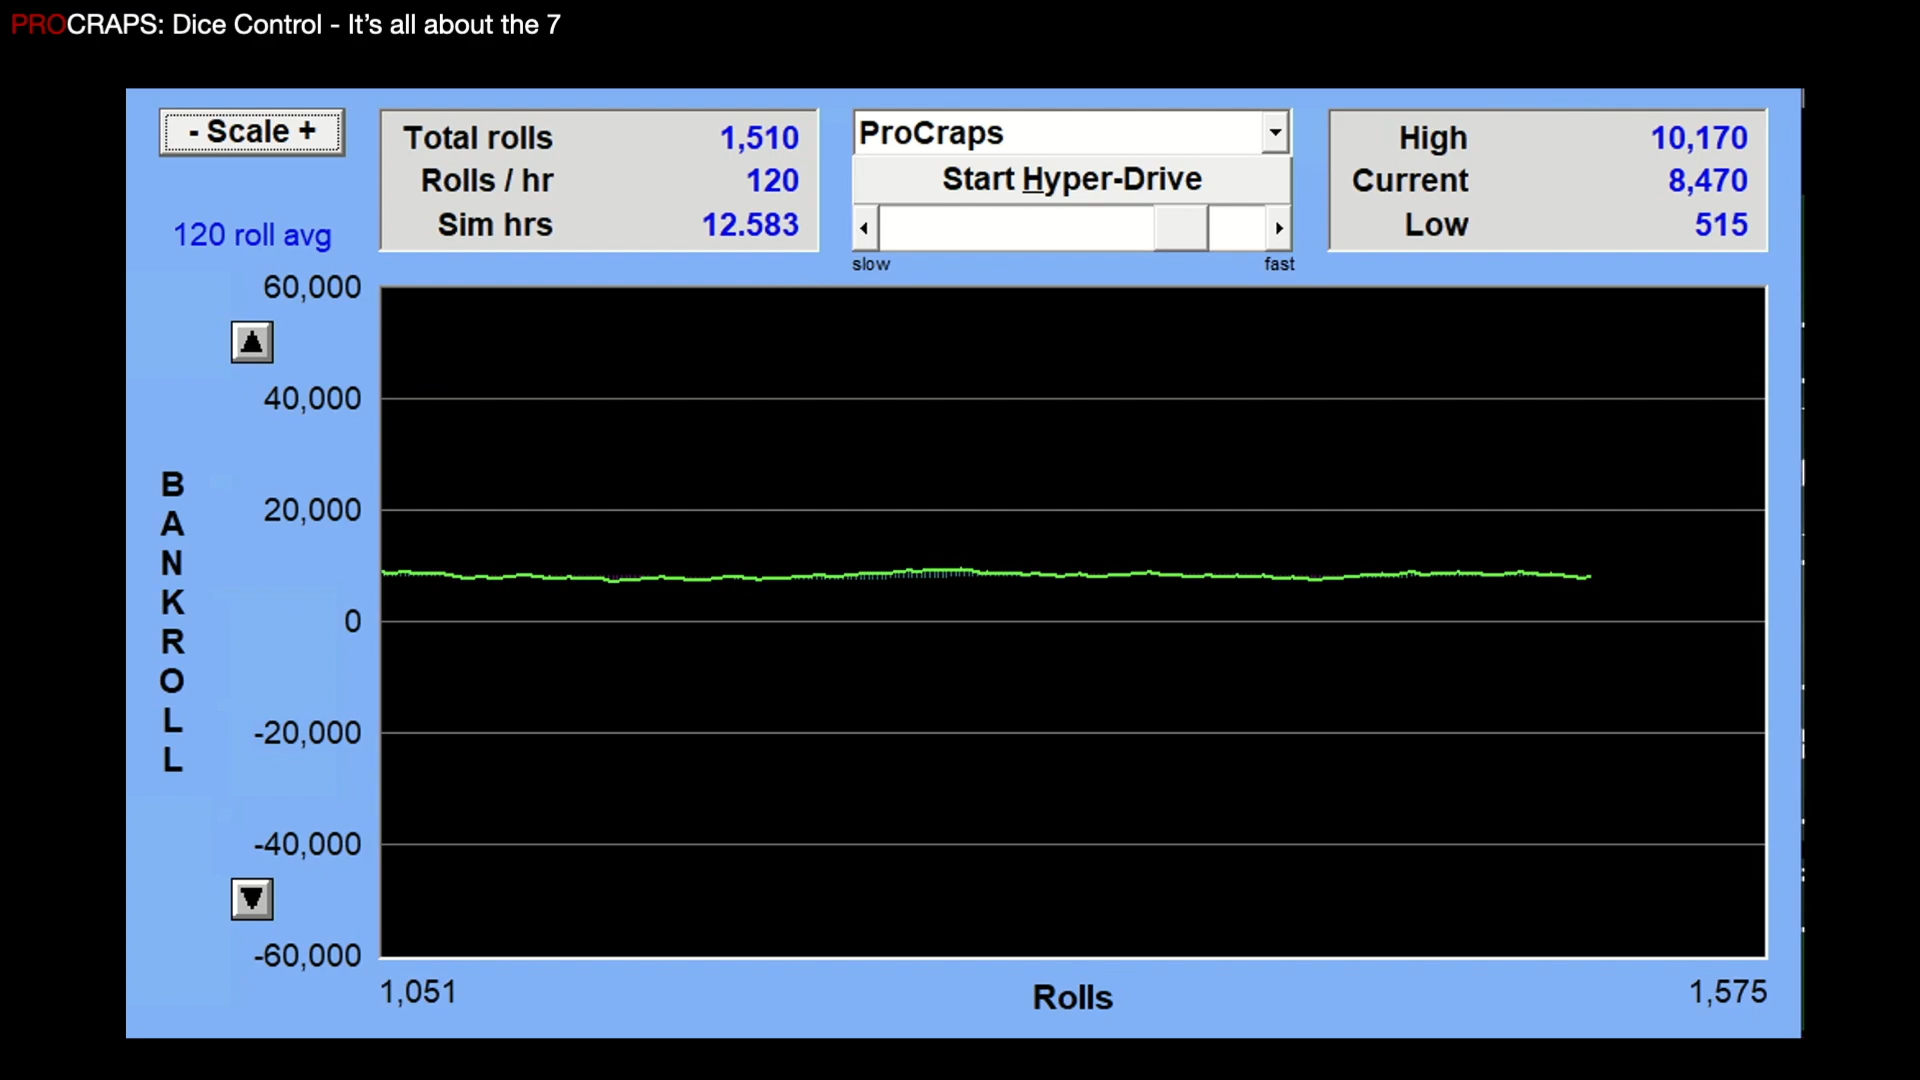 PROCRAPS: Dice Control - It's all about the 7
- Scale +
Total rolls 1,510
Rolls / hr 120
Sim hrs 12.583
ProCraps
Start Hyper-Drive
slow fast
High 10,170
Current 8,470
Low 515
120 roll avg
60,000
40,000
20,000
0
-20,000
-40,000
-60,000
BANKROLL
1,051 Rolls 1,575